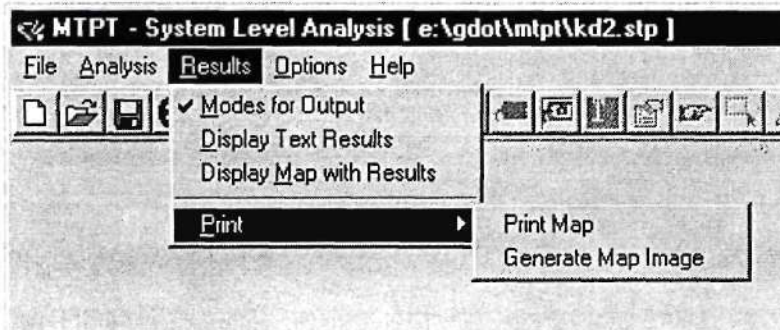 MTPT - System Level Analysis [ e:\gdot\mtpt\kd2.stp ]
File Analysis Results Options Help
Modes for Output
Display Text Results
Display Map with Results
Print
Print Map
Generate Map Image